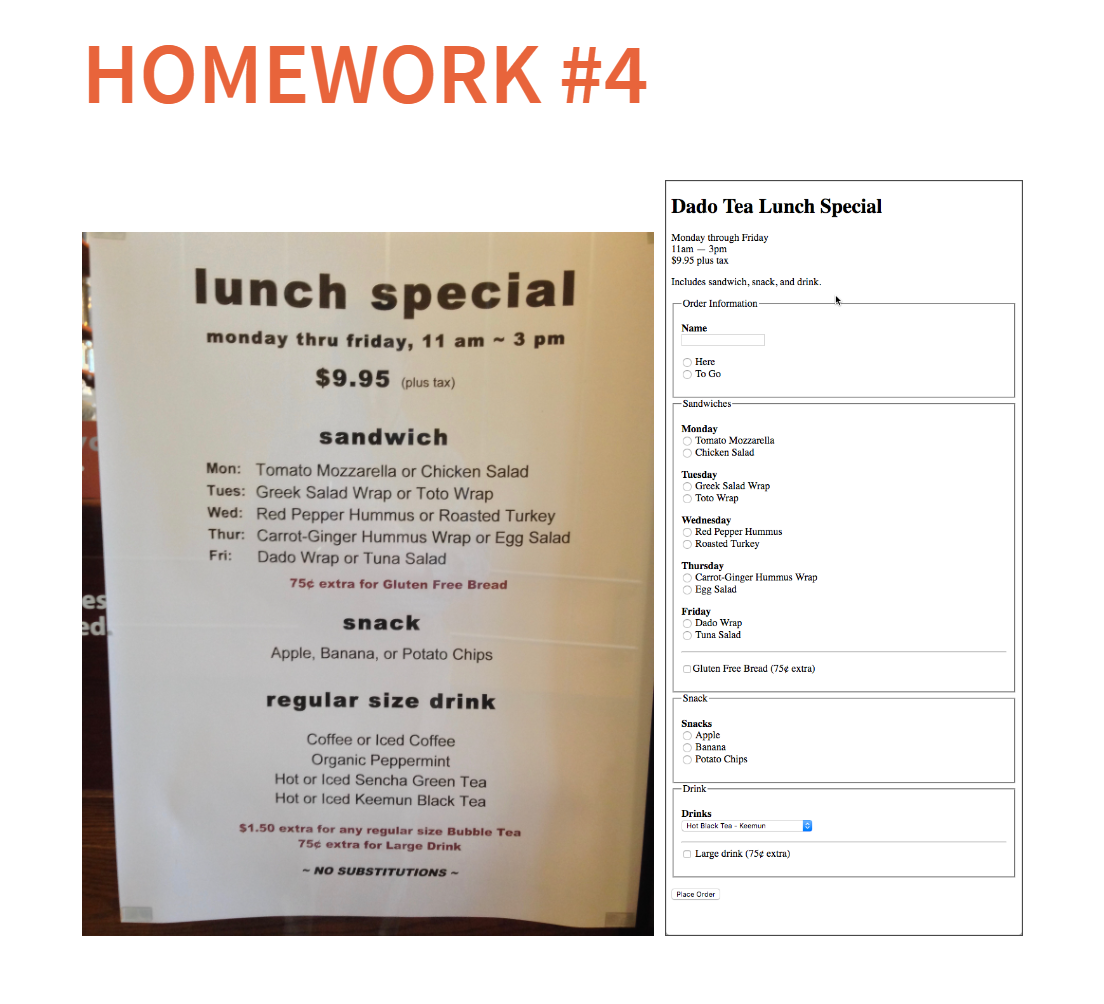 HOMEWORK #4
lunch special
monday thru friday, 11 am ~ 3 pm
$9.95 (plus tax)
sandwich
Mon: Tomato Mozzarella or Chicken Salad
Tues: Greek Salad Wrap or Toto Wrap
Wed: Red Pepper Hummus or Roasted Turkey
Thur: Carrot-Ginger Hummus Wrap or Egg Salad
Fri: Dado Wrap or Tuna Salad
75¢ extra for Gluten Free Bread
snack
Apple, Banana, or Potato Chips
regular size drink
Coffee or Iced Coffee
Organic Peppermint
Hot or Iced Sencha Green Tea
Hot or Iced Keemun Black Tea
$1.50 extra for any regular size Bubble Tea
75¢ extra for Large Drink
~ NO SUBSTITUTIONS ~
Dado Tea Lunch Special
Monday through Friday
11am — 3pm
$9.95 plus tax
Includes sandwich, snack, and drink.
Order Information
Name
Here
To Go
Sandwiches
Monday
Tomato Mozzarella
Chicken Salad
Tuesday
Greek Salad Wrap
Toto Wrap
Wednesday
Red Pepper Hummus
Roasted Turkey
Thursday
Carrot-Ginger Hummus Wrap
Egg Salad
Friday
Dado Wrap
Tuna Salad
Gluten Free Bread (75¢ extra)
Snack
Snacks
Apple
Banana
Potato Chips
Drink
Drinks
Hot Black Tea - Keemun
Large drink (75¢ extra)
Place Order